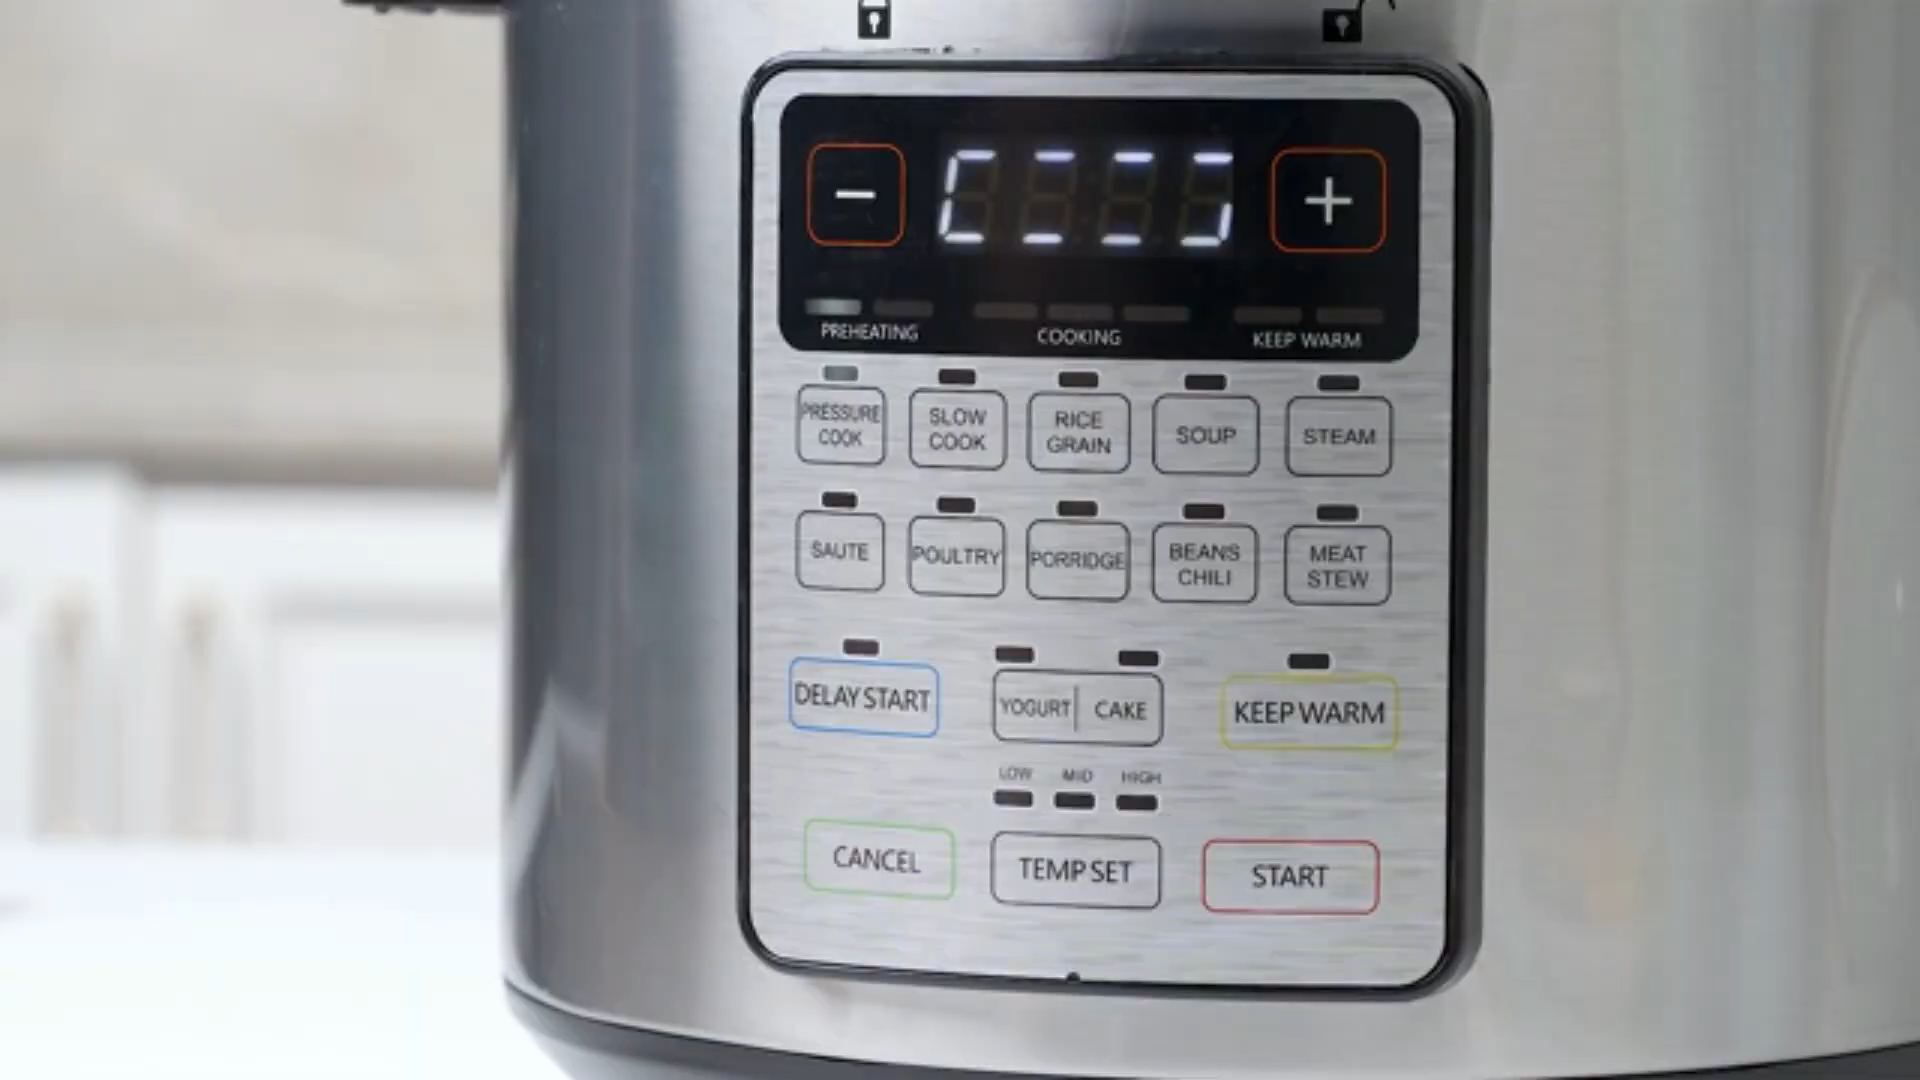 − +
PREHEATING COOKING KEEP WARM
PRESSURE COOK
SLOW COOK
RICE GRAIN
SOUP
STEAM
SAUTE
POULTRY
PORRIDGE
BEANS CHILI
MEAT STEW
DELAY START
YOGURT | CAKE
KEEP WARM
LOW MID HIGH
CANCEL
TEMP SET
START